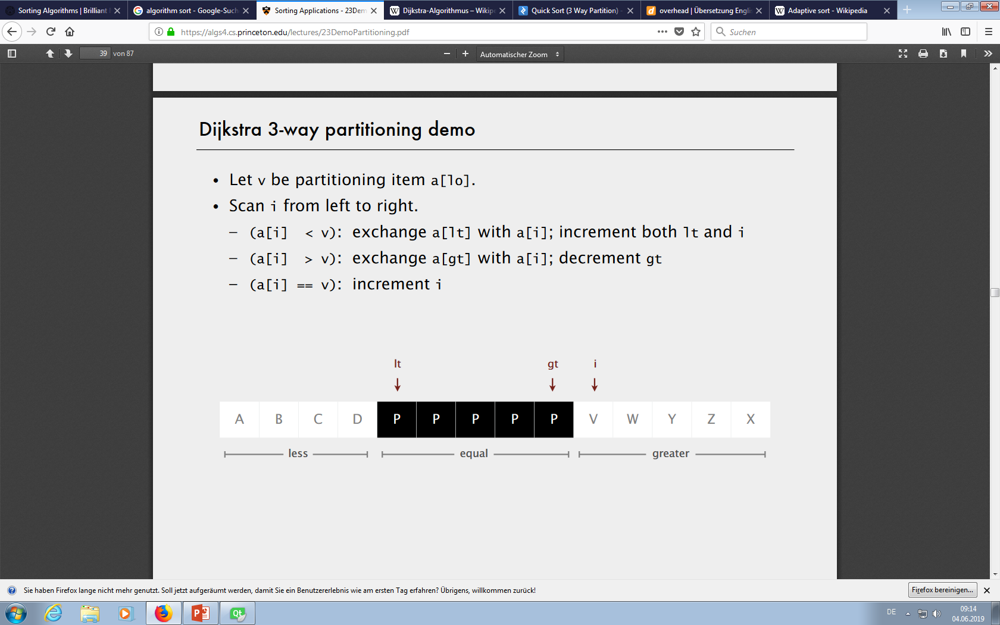 Sorting Algorithms | Brilliant
algorithm sort - Google-Such
Sorting Applications - 23Dem
Dijkstra-Algorithmus – Wikipe
Quick Sort (3 Way Partition) -
overhead | Übersetzung Engli
Adaptive sort - Wikipedia
https://algs4.cs.princeton.edu/lectures/23DemoPartitioning.pdf
Suchen
39 von 87
Automatischer Zoom
Dijkstra 3-way partitioning demo
• Let v be partitioning item a[lo].
• Scan i from left to right.
– (a[i] < v): exchange a[lt] with a[i]; increment both lt and i
– (a[i] > v): exchange a[gt] with a[i]; decrement gt
– (a[i] == v): increment i
lt gt i
A B C D P P P P P V W Y Z X
less equal greater
Sie haben Firefox lange nicht mehr genutzt. Soll jetzt aufgeräumt werden, damit Sie ein Benutzererlebnis wie am ersten Tag erfahren? Übrigens, willkommen zurück!
Firefox bereinigen...
DE
09:14
04.06.2019